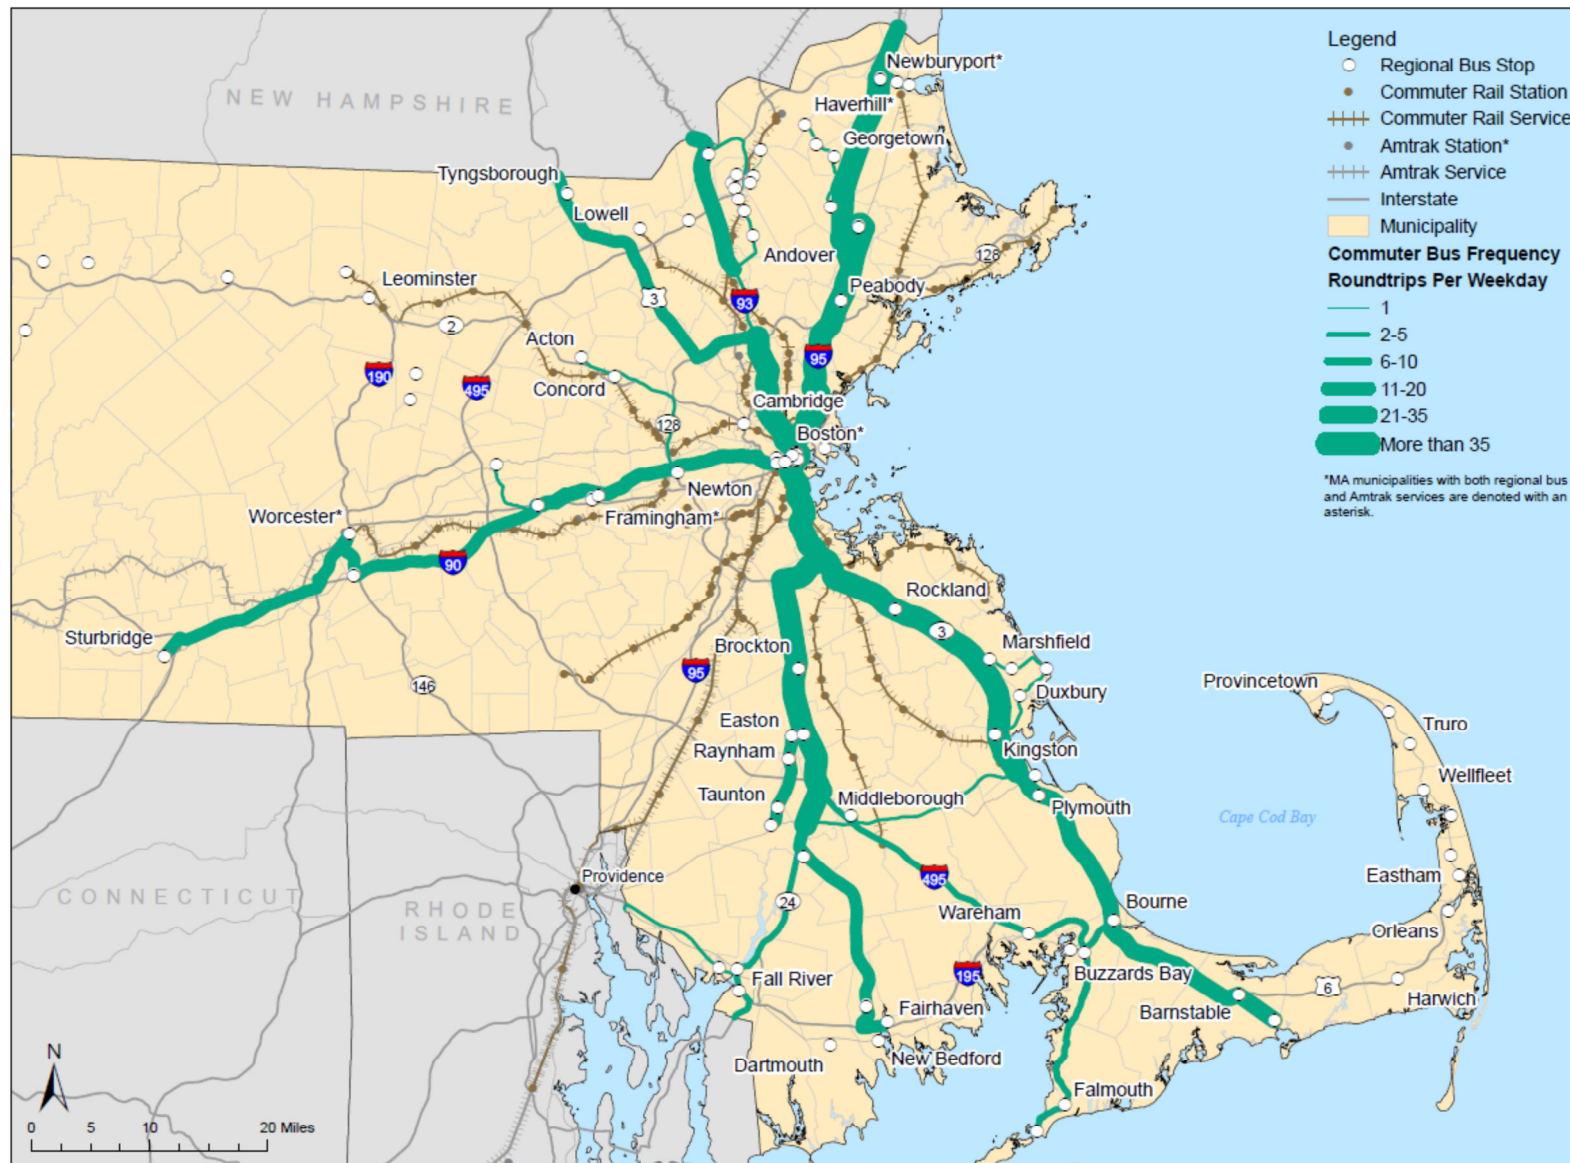 Legend
Regional Bus Stop
Commuter Rail Station
Commuter Rail Service
Amtrak Station*
Amtrak Service
Interstate
Municipality
Commuter Bus Frequency
Roundtrips Per Weekday
1
2-5
6-10
11-20
21-35
More than 35
*MA municipalities with both regional bus
and Amtrak services are denoted with an
asterisk.
NEW HAMPSHIRE
Newburyport*
Haverhill*
Georgetown
Tyngsborough
Lowell
Andover
128
Leominster
Peabody
3
93
2
Acton
95
190
495
Concord
Cambridge
128
Boston*
Newton
Worcester*
Framingham*
90
Rockland
Sturbridge
3
Brockton
Marshfield
95
146
Duxbury
Provincetown
Easton
Truro
Raynham
Kingston
Wellfleet
Taunton
Middleborough
Plymouth
Cape Cod Bay
Providence
495
Eastham
CONNECTICUT
RHODE
ISLAND
24
Wareham
Bourne
Orleans
195
Fall River
Buzzards Bay
6
Harwich
Fairhaven
Barnstable
N
Dartmouth
New Bedford
Falmouth
0 5 10 20 Miles